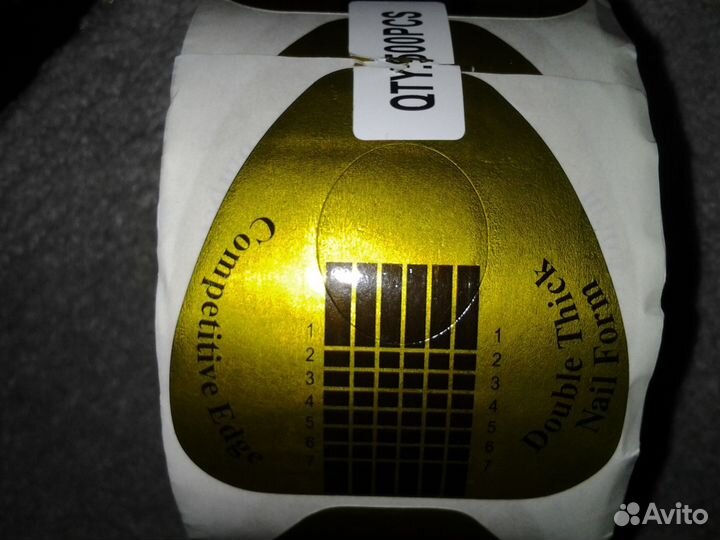 QTY:500PCS
Competitive Edge
Double Thick
Nail Form
1 1
2 2
3 3
4 4
5 5
6 6
7 7
Avito